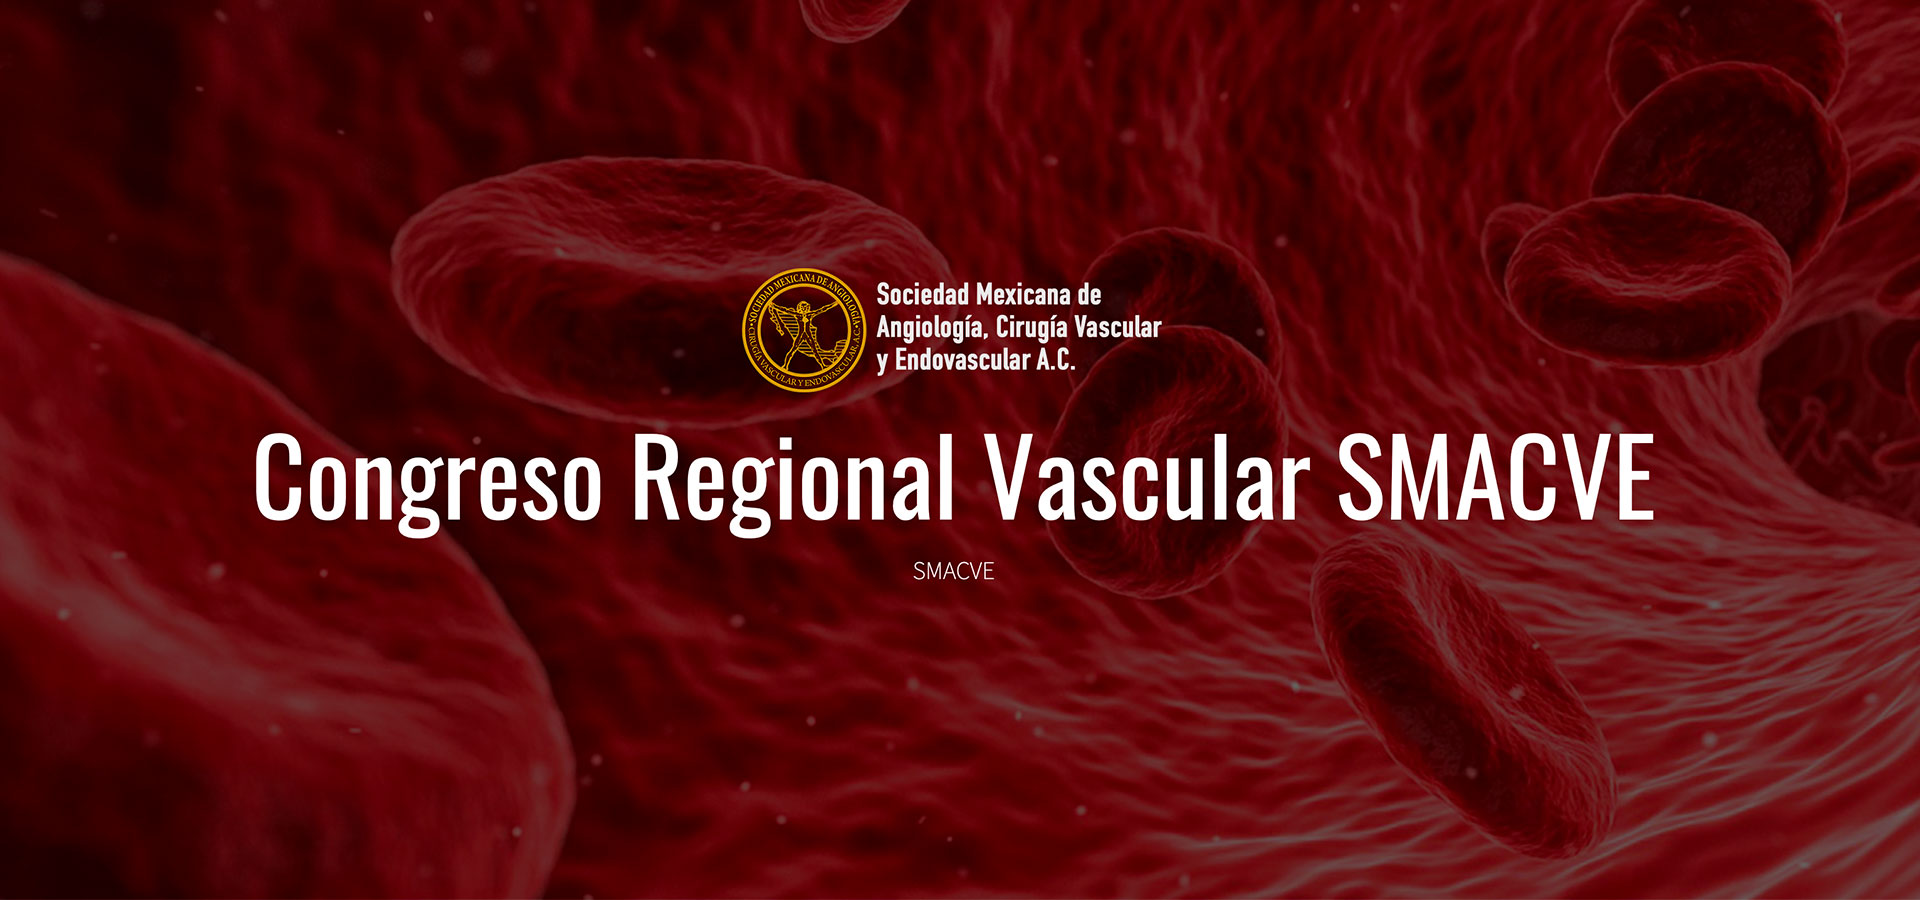 SOCIEDAD MEXICANA DE ANGIOLOGÍA
CIRUGÍA VASCULAR Y ENDOVASCULAR, A.C.
Sociedad Mexicana de
Angiología, Cirugía Vascular
y Endovascular A.C.
Congreso Regional Vascular SMACVE
SMACVE